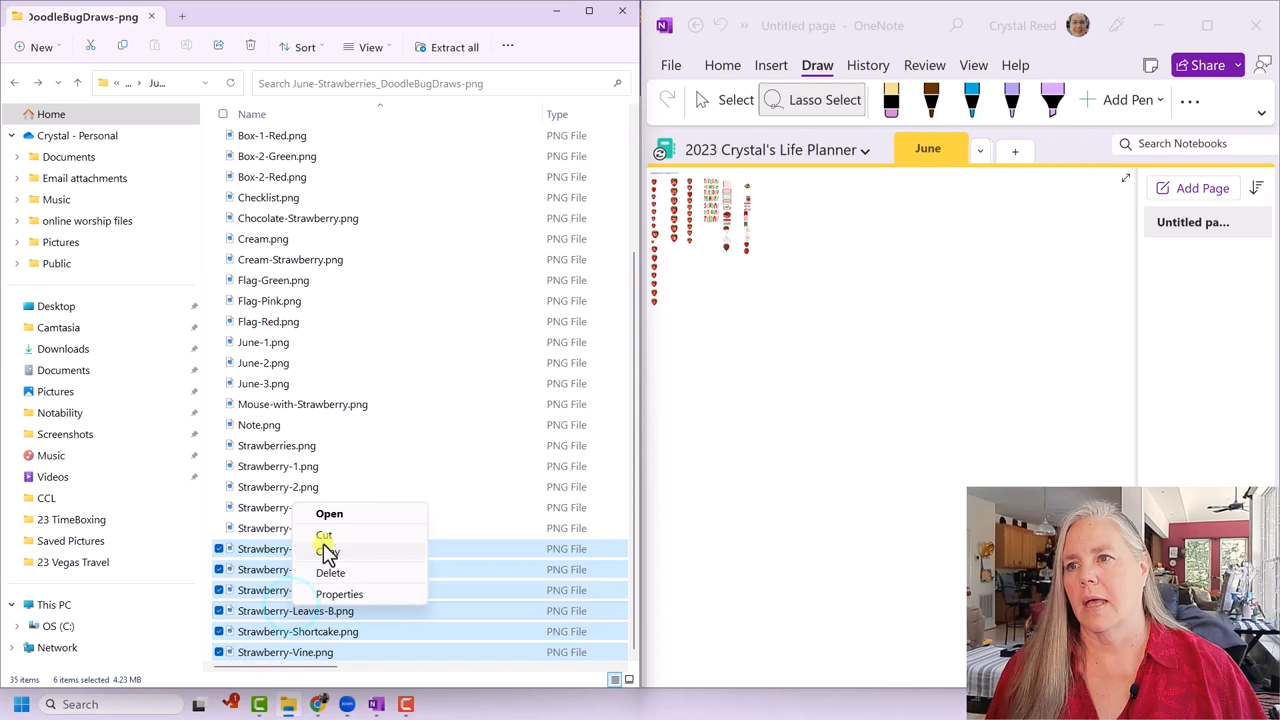 DoodleBugDraws-png
New
Sort
View
Extract all
Ju...
Search June-Strawberries_DoodleBugDraws-png
Home
Crystal - Personal
Documents
Email attachments
Music
online worship files
Pictures
Public
Desktop
Camtasia
Downloads
Documents
Pictures
Notability
Screenshots
Music
Videos
CCL
23 TimeBoxing
Saved Pictures
23 Vegas Travel
This PC
OS (C:)
Network
Name
Type
Box-1-Red.png PNG File
Box-2-Green.png PNG File
Box-2-Red.png PNG File
Checklist.png PNG File
Chocolate-Strawberry.png PNG File
Cream.png PNG File
Cream-Strawberry.png PNG File
Flag-Green.png PNG File
Flag-Pink.png PNG File
Flag-Red.png PNG File
June-1.png PNG File
June-2.png PNG File
June-3.png PNG File
Mouse-with-Strawberry.png PNG File
Note.png PNG File
Strawberries.png PNG File
Strawberry-1.png PNG File
Strawberry-2.png PNG File
Strawberry- PNG File
Strawberry- PNG File
Strawberry- PNG File
Strawberry- PNG File
Strawberry- PNG File
Strawberry-Leaves-B.png PNG File
Strawberry-Shortcake.png PNG File
Strawberry-Vine.png PNG File
Open
Cut
Delete
Properties
35 items 6 items selected 4.23 MB
Search
Untitled page - OneNote
Crystal Reed
File Home Insert Draw History Review View Help
Share
Select
Lasso Select
Add Pen
2023 Crystal's Life Planner
June
Search Notebooks
Add Page
Untitled pa...